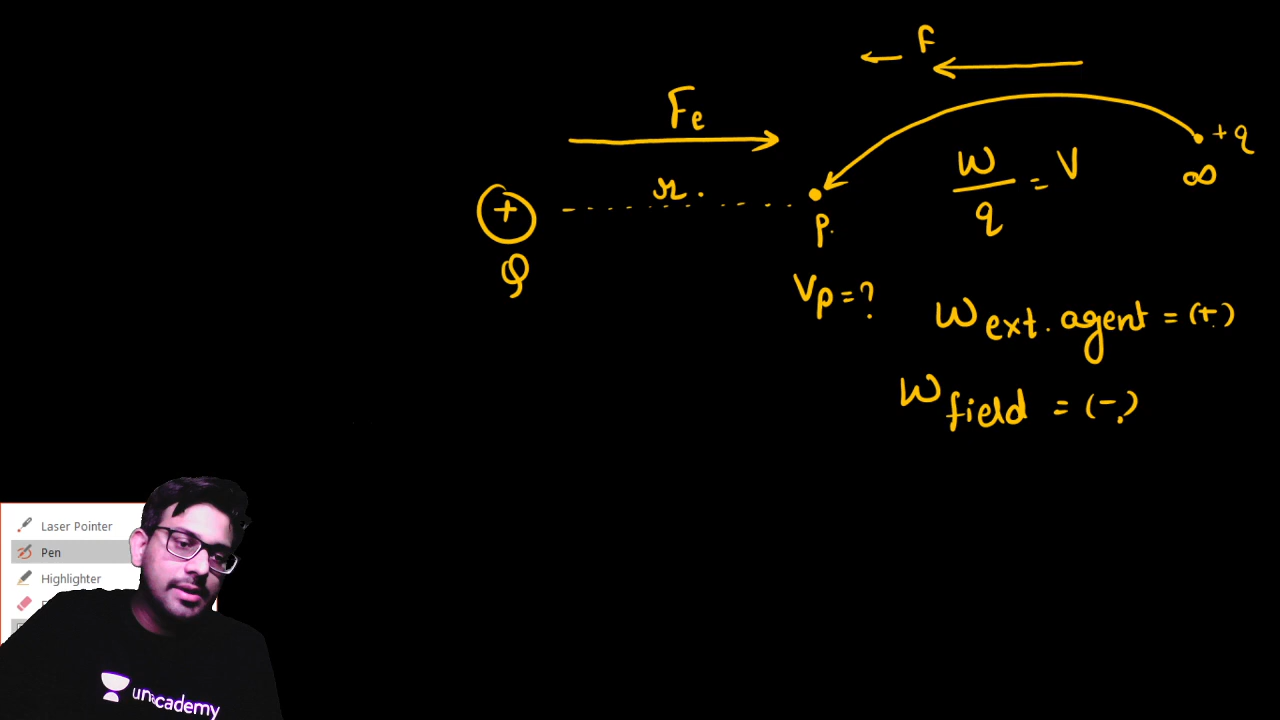 ← F
Fe
+q
∞
r.
W/q = V
+
P.
Q
Vp = ?
W ext. agent = (+)
W field = (-)
Laser Pointer
Pen
Highlighter
unacademy